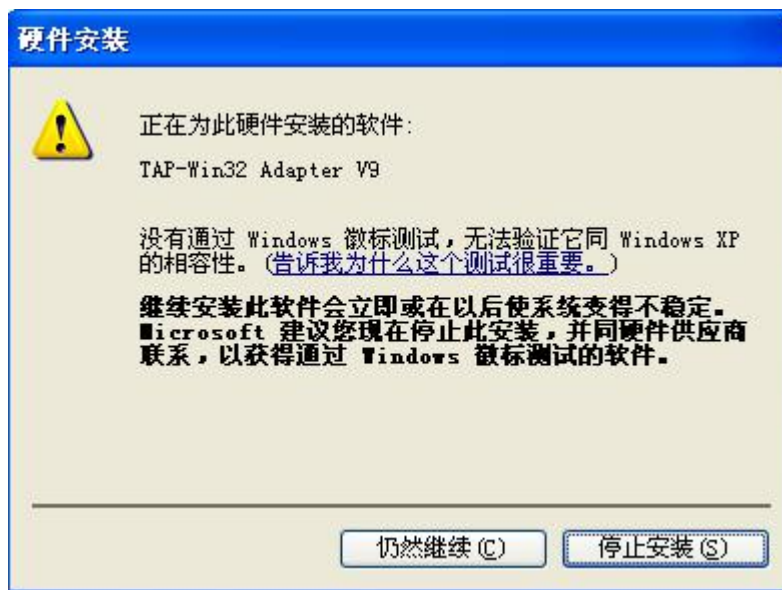 硬件安装
正在为此硬件安装的软件:
TAP-Win32 Adapter V9
没有通过 Windows 徽标测试，无法验证它同 Windows XP
的相容性。(告诉我为什么这个测试很重要。)
继续安装此软件会立即或在以后使系统变得不稳定。
Microsoft 建议您现在停止此安装，并同硬件供应商
联系，以获得通过 Windows 徽标测试的软件。
仍然继续(C)
停止安装(S)